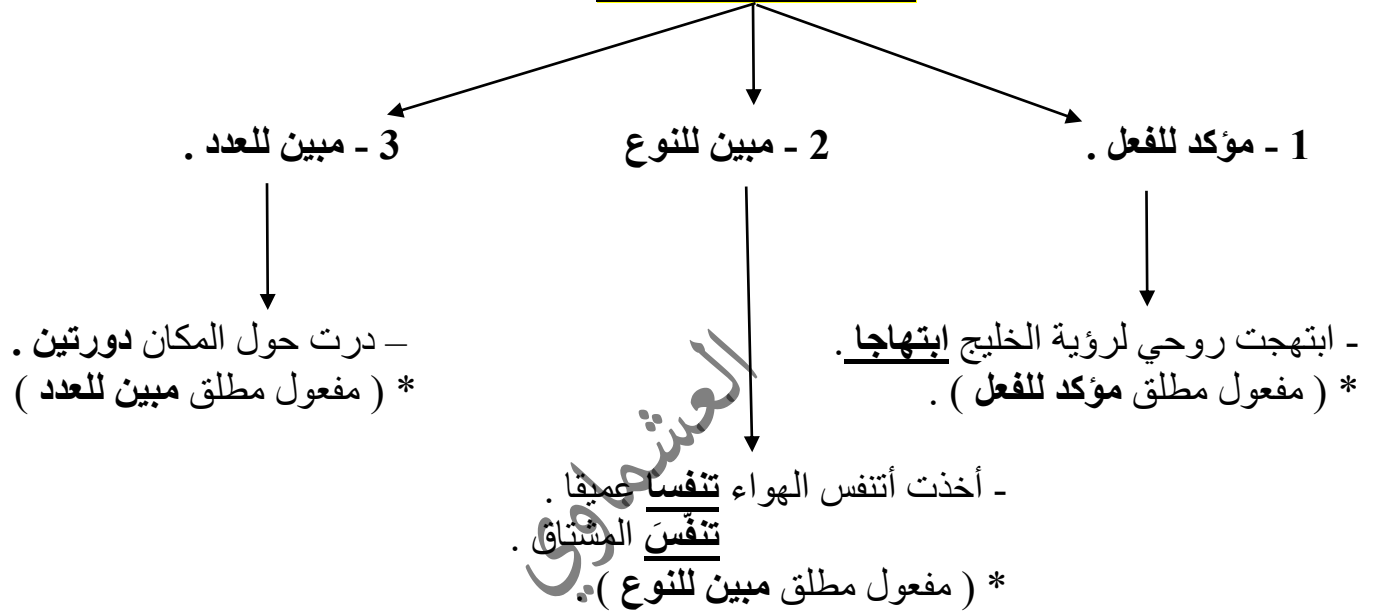 1 - مؤكد للفعل .
2 - مبين للنوع
3 - مبين للعدد .
- ابتهجت روحي لرؤية الخليج ابتهاجا .
* ( مفعول مطلق مؤكد للفعل ) .
– درت حول المكان دورتين .
* ( مفعول مطلق مبين للعدد )
- أخذت أتنفس الهواء تنفسا عميقا .
تنفّسَ المشتاق .
* ( مفعول مطلق مبين للنوع ) .
العشماوي